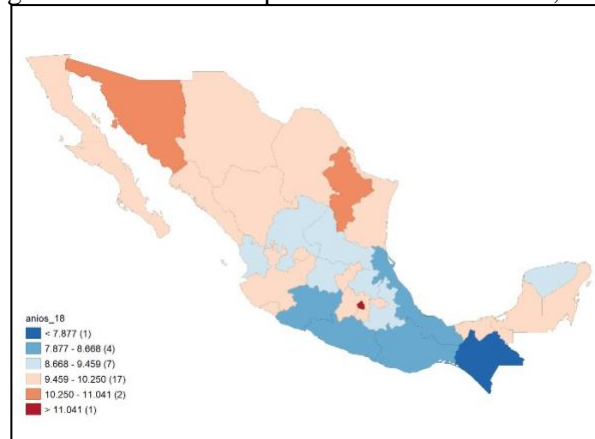 anios_18
< 7.877 (1)
7.877 - 8.668 (4)
8.668 - 9.459 (7)
9.459 - 10.250 (17)
10.250 - 11.041 (2)
> 11.041 (1)